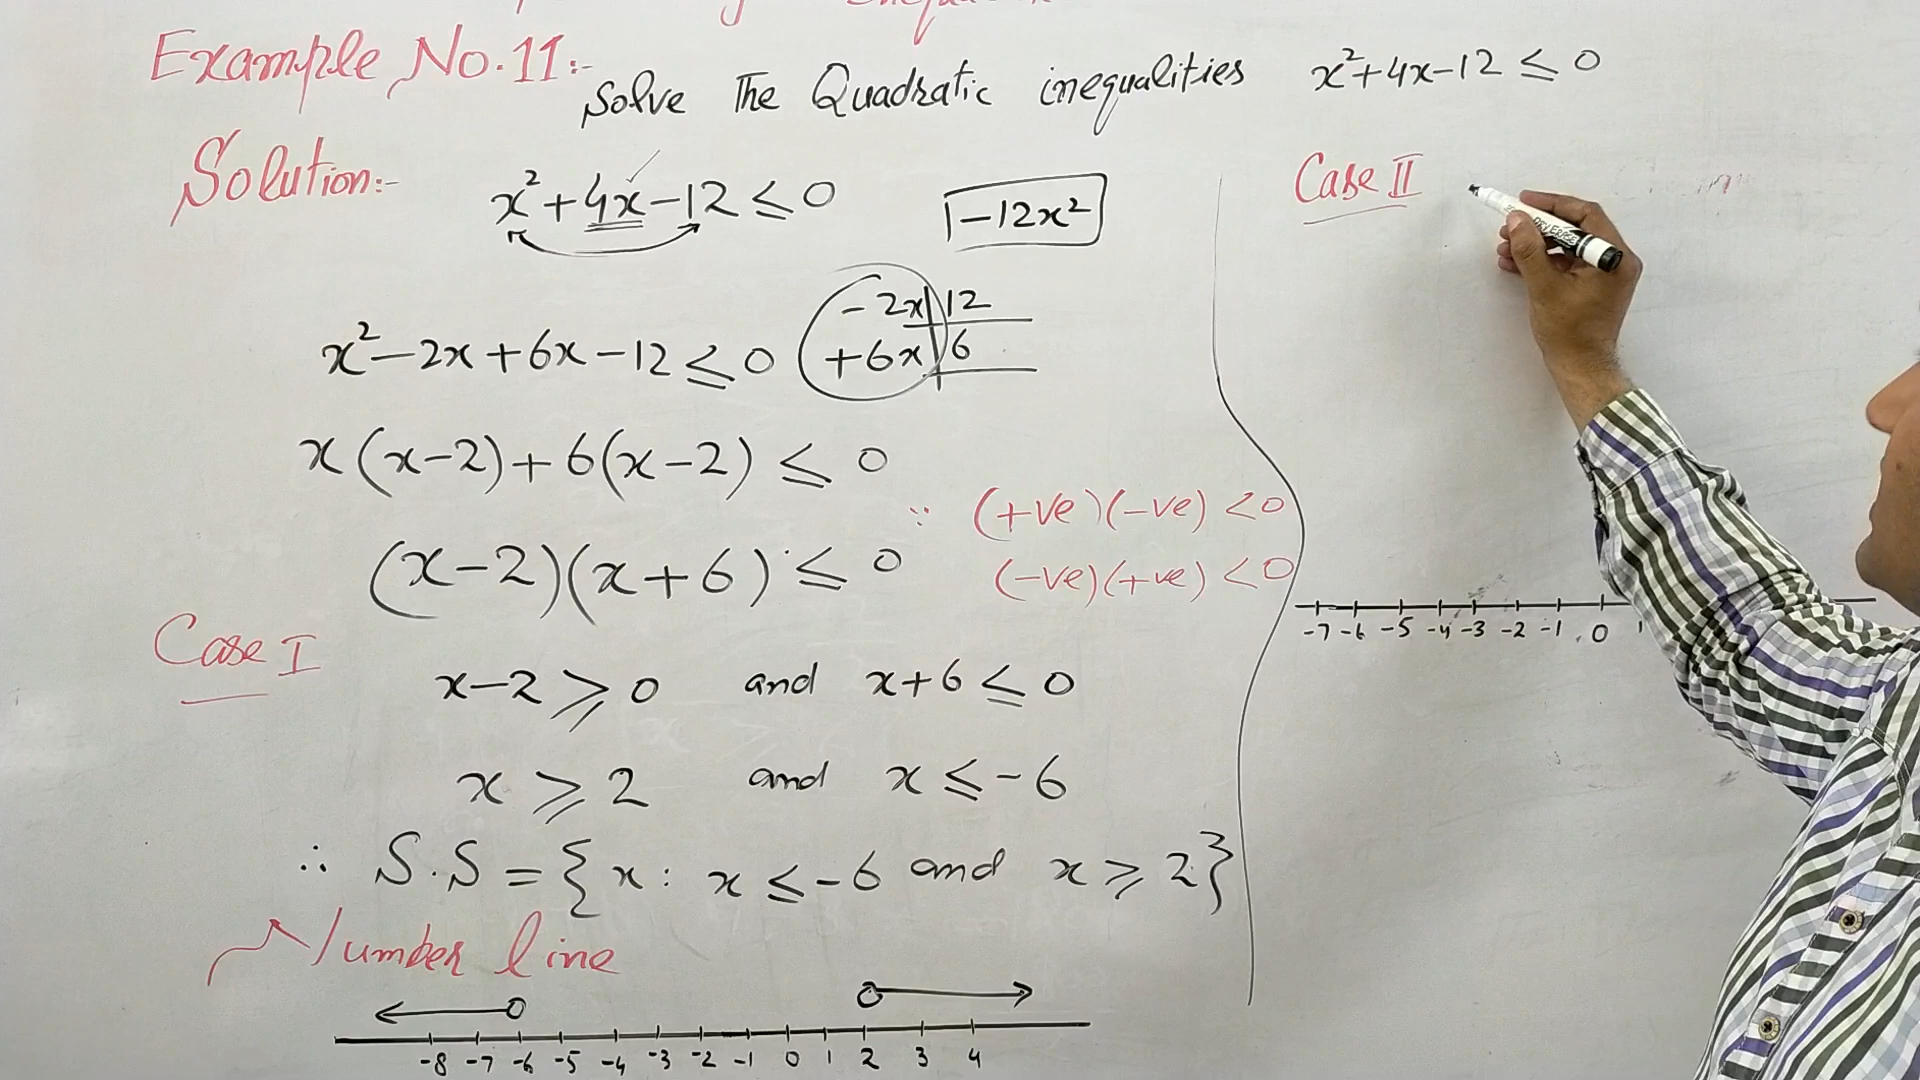 Example No.11:-
Solve The Quadratic inequalities x²+4x-12 ≤ 0
Solution:-
x²+4x-12 ≤ 0
-12x²
-2x | 12
+6x | 6
x²-2x+6x-12 ≤ 0
x(x-2)+6(x-2) ≤ 0
(x-2)(x+6) ≤ 0
∵ (+ve)(-ve) <0
(-ve)(+ve) <0
Case I
x-2 ⩾ 0 and x+6 ≤ 0
x ⩾ 2 and x ≤ -6
∴ S.S = {x: x ≤ -6 and x ⩾ 2}
Number line
-8 -7 -6 -5 -4 -3 -2 -1 0 1 2 3 4
Case II
-7 -6 -5 -4 -3 -2 -1 0 1